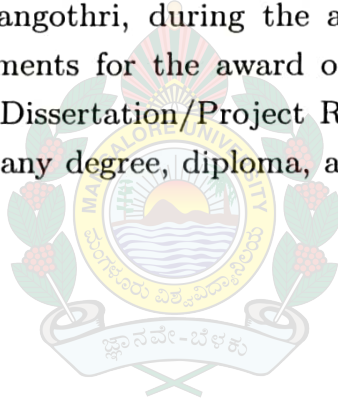 angothri, during the a
ments for the award o
Dissertation/Project R
any degree, diploma, a
MANGALORE UNIVERSITY
ಮಂಗಳೂರು ವಿಶ್ವವಿದ್ಯಾನಿಲಯ
ಜ್ಞಾನವೇ-ಬೆಳಕು